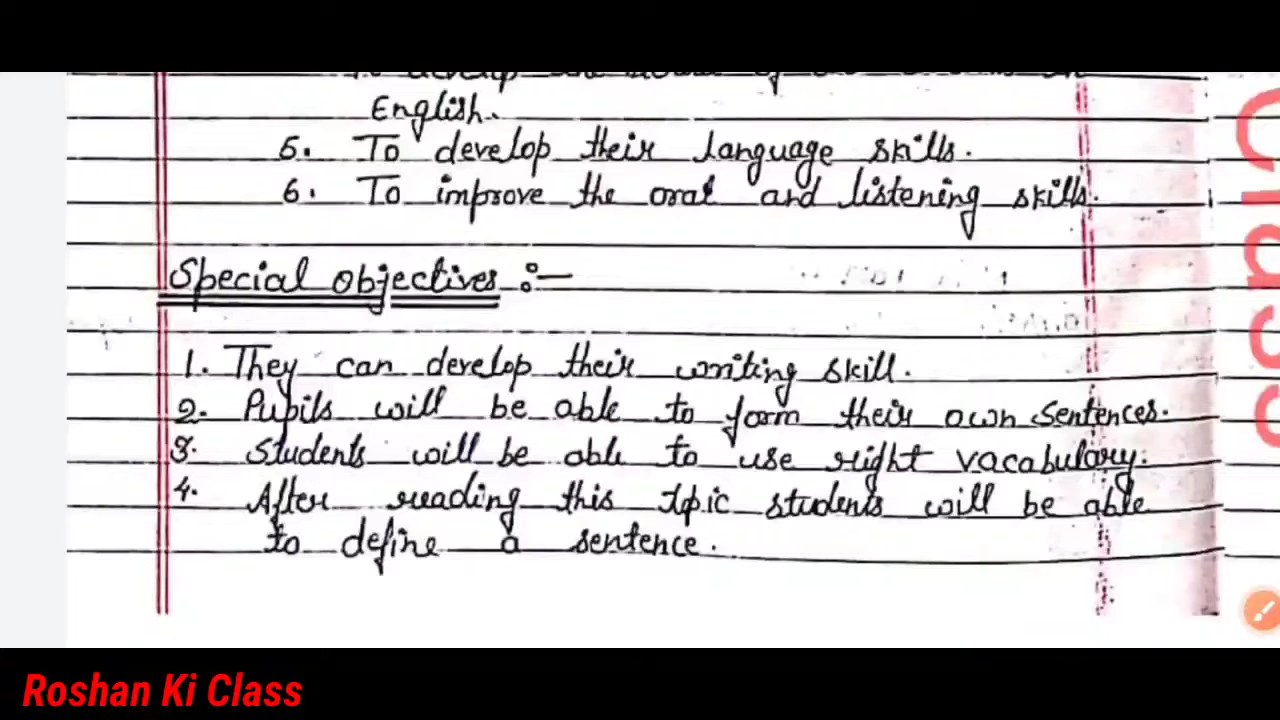 English.
5. To develop their language skills.
6. To improve the oral and listening skills.
Special objectives :-
1. They can develop their writing skill.
2. Pupils will be able to form their own sentences.
3. Students will be able to use right vacabulary.
4. After reading this topic students will be able
to define a sentence.
Class
Roshan Ki Class